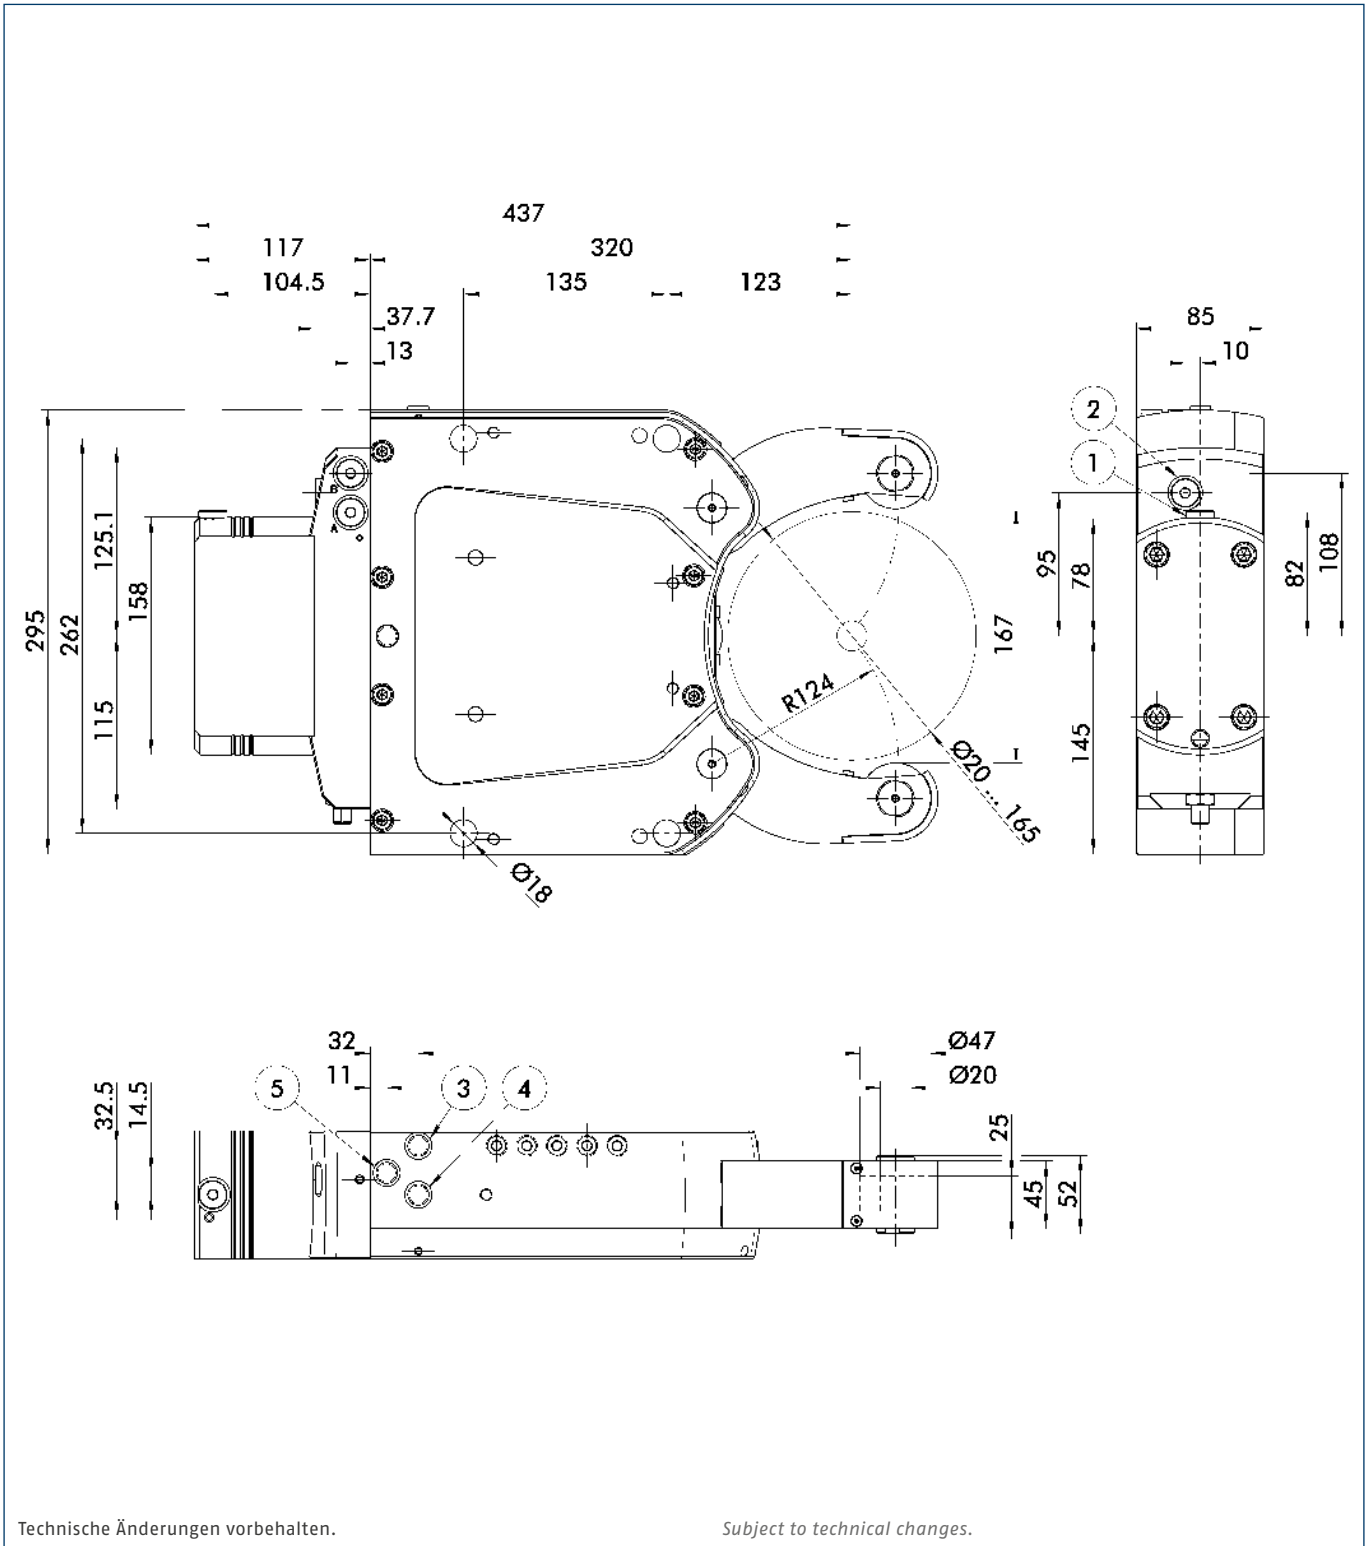 437
117 320
104.5 135 123
37.7 85
13 10
2
1
B
A
125.1
158
295
262
115
95
78
82
108
167
R124
145
Ø20 ... 165
Ø18
32 Ø47
11 Ø20
5 3 4
32.5
14.5
25
45
52
Technische Änderungen vorbehalten. Subject to technical changes.